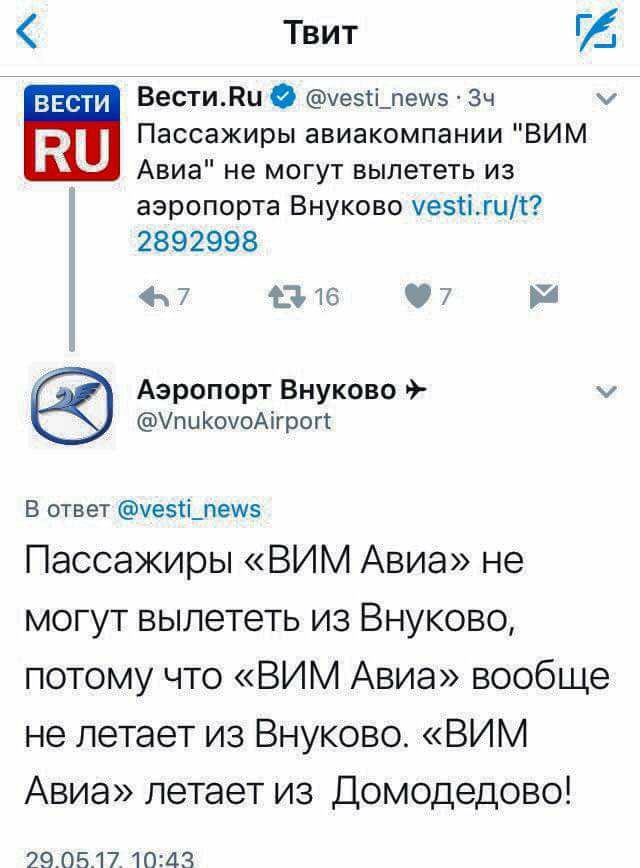 Твит
ВЕСТИ
RU
Вести.Ru @vesti_news · 3ч
Пассажиры авиакомпании "ВИМ
Авиа" не могут вылететь из
аэропорта Внуково vesti.ru/t?
2892998
7 16 7
Аэропорт Внуково ✈
@VnukovoAirport
В ответ @vesti_news
Пассажиры «ВИМ Авиа» не
могут вылететь из Внуково,
потому что «ВИМ Авиа» вообще
не летает из Внуково. «ВИМ
Авиа» летает из Домодедово!
29.05.17, 10:43